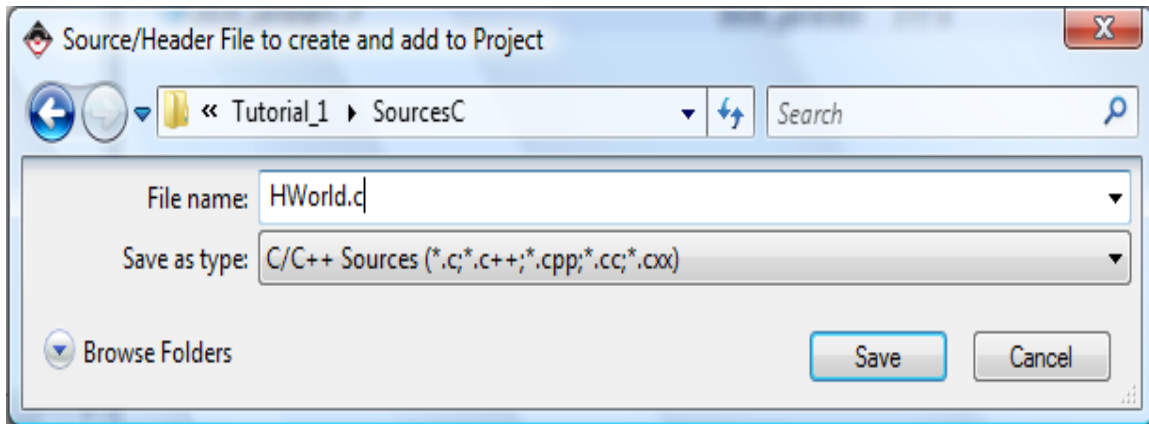 Source/Header File to create and add to Project
« Tutorial_1 ▸ SourcesC
Search
File name: HWorld.c
Save as type: C/C++ Sources (*.c;*.c++;*.cpp;*.cc;*.cxx)
Browse Folders
Save
Cancel